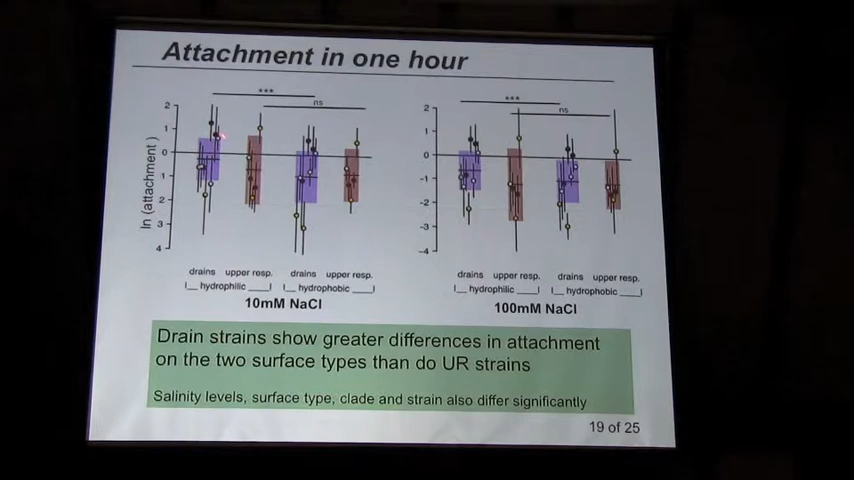 Attachment in one hour
***
ns
2
1
0
1
2
3
4
ln (attachment)
drains upper resp. drains upper resp.
hydrophilic hydrophobic
10mM NaCl
***
ns
2
1
0
-1
-2
-3
-4
drains upper resp. drains upper resp.
hydrophilic hydrophobic
100mM NaCl
Drain strains show greater differences in attachment
on the two surface types than do UR strains
Salinity levels, surface type, clade and strain also differ significantly
19 of 25